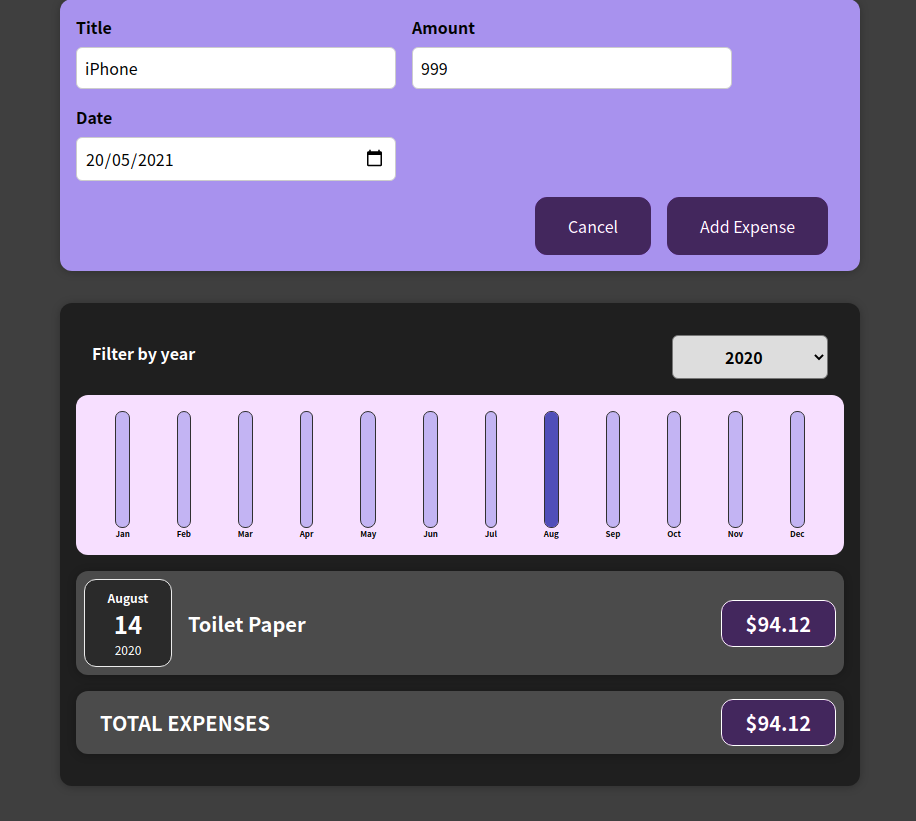 Title Amount
iPhone 999
Date
20/05/2021
Cancel Add Expense
Filter by year 2020
Jan Feb Mar Apr May Jun Jul Aug Sep Oct Nov Dec
August
14
2020
Toilet Paper $94.12
TOTAL EXPENSES $94.12